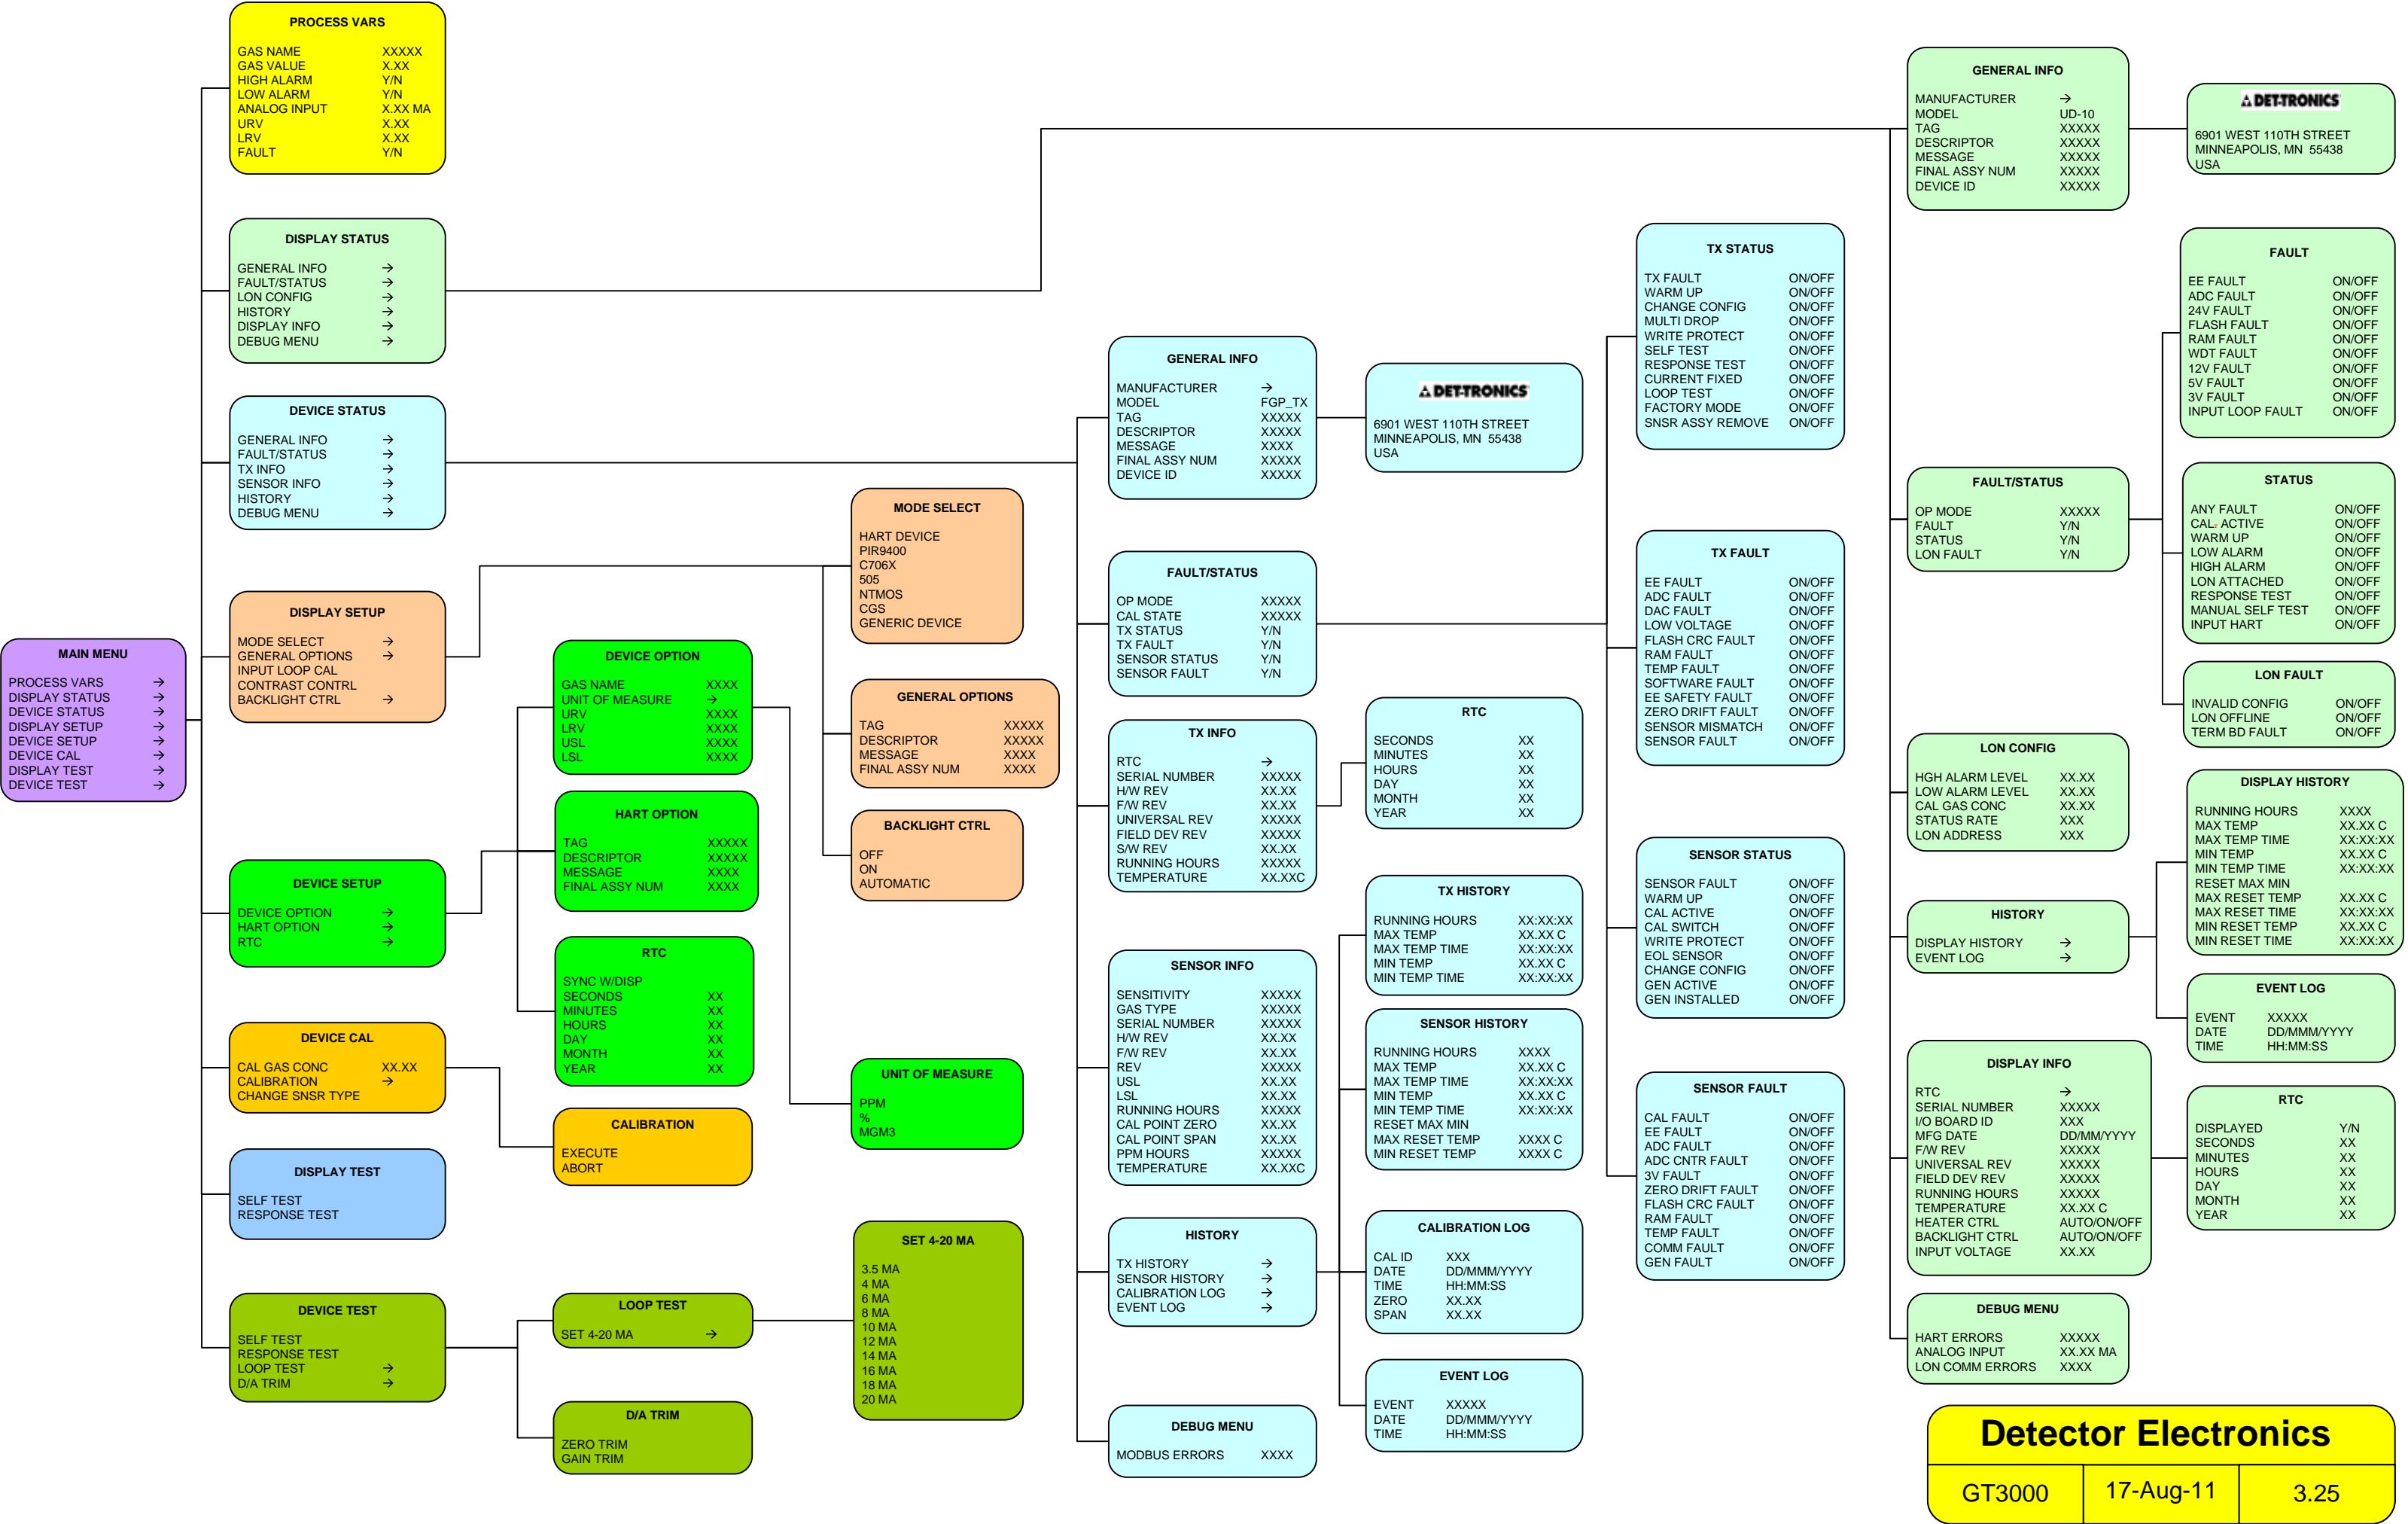 MAIN MENU
PROCESS VARS →
DISPLAY STATUS →
DEVICE STATUS →
DISPLAY SETUP →
DEVICE SETUP →
DEVICE CAL →
DISPLAY TEST →
DEVICE TEST →
PROCESS VARS
GAS NAME XXXXX
GAS VALUE X.XX
HIGH ALARM Y/N
LOW ALARM Y/N
ANALOG INPUT X.XX MA
URV X.XX
LRV X.XX
FAULT Y/N
DISPLAY STATUS
GENERAL INFO →
FAULT/STATUS →
LON CONFIG →
HISTORY →
DISPLAY INFO →
DEBUG MENU →
DEVICE STATUS
GENERAL INFO →
FAULT/STATUS →
TX INFO →
SENSOR INFO →
HISTORY →
DEBUG MENU →
DISPLAY SETUP
MODE SELECT →
GENERAL OPTIONS →
INPUT LOOP CAL
CONTRAST CONTRL
BACKLIGHT CTRL →
DEVICE SETUP
DEVICE OPTION →
HART OPTION →
RTC →
DEVICE CAL
CAL GAS CONC XX.XX
CALIBRATION →
CHANGE SNSR TYPE
DISPLAY TEST
SELF TEST
RESPONSE TEST
DEVICE TEST
SELF TEST
RESPONSE TEST
LOOP TEST →
D/A TRIM →
DEVICE OPTION
GAS NAME XXXX
UNIT OF MEASURE →
URV XXXX
LRV XXXX
USL XXXX
LSL XXXX
HART OPTION
TAG XXXXX
DESCRIPTOR XXXXX
MESSAGE XXXX
FINAL ASSY NUM XXXX
RTC
SYNC W/DISP
SECONDS XX
MINUTES XX
HOURS XX
DAY XX
MONTH XX
YEAR XX
CALIBRATION
EXECUTE
ABORT
LOOP TEST
SET 4-20 MA →
D/A TRIM
ZERO TRIM
GAIN TRIM
MODE SELECT
HART DEVICE
PIR9400
C706X
505
NTMOS
CGS
GENERIC DEVICE
GENERAL OPTIONS
TAG XXXXX
DESCRIPTOR XXXXX
MESSAGE XXXX
FINAL ASSY NUM XXXX
BACKLIGHT CTRL
OFF
ON
AUTOMATIC
UNIT OF MEASURE
PPM
%
MGM3
SET 4-20 MA
3.5 MA
4 MA
6 MA
8 MA
10 MA
12 MA
14 MA
16 MA
18 MA
20 MA
GENERAL INFO
MANUFACTURER →
MODEL FGP_TX
TAG XXXXX
DESCRIPTOR XXXXX
MESSAGE XXXX
FINAL ASSY NUM XXXXX
DEVICE ID XXXXX
FAULT/STATUS
OP MODE XXXXX
CAL STATE XXXXX
TX STATUS Y/N
TX FAULT Y/N
SENSOR STATUS Y/N
SENSOR FAULT Y/N
TX INFO
RTC →
SERIAL NUMBER XXXXX
H/W REV XX.XX
F/W REV XX.XX
UNIVERSAL REV XXXXX
FIELD DEV REV XXXXX
S/W REV XX.XX
RUNNING HOURS XXXXX
TEMPERATURE XX.XXC
SENSOR INFO
SENSITIVITY XXXXX
GAS TYPE XXXXX
SERIAL NUMBER XXXXX
H/W REV XX.XX
F/W REV XX.XX
REV XXXXX
USL XX.XX
LSL XX.XX
RUNNING HOURS XXXXX
CAL POINT ZERO XX.XX
CAL POINT SPAN XX.XX
PPM HOURS XXXXX
TEMPERATURE XX.XXC
HISTORY
TX HISTORY →
SENSOR HISTORY →
CALIBRATION LOG →
EVENT LOG →
DEBUG MENU
MODBUS ERRORS XXXX
DET-TRONICS
6901 WEST 110TH STREET
MINNEAPOLIS, MN 55438
USA
RTC
SECONDS XX
MINUTES XX
HOURS XX
DAY XX
MONTH XX
YEAR XX
TX HISTORY
RUNNING HOURS XX:XX:XX
MAX TEMP XX.XX C
MAX TEMP TIME XX:XX:XX
MIN TEMP XX.XX C
MIN TEMP TIME XX:XX:XX
SENSOR HISTORY
RUNNING HOURS XXXX
MAX TEMP XX.XX C
MAX TEMP TIME XX:XX:XX
MIN TEMP XX.XX C
MIN TEMP TIME XX:XX:XX
RESET MAX MIN
MAX RESET TEMP XXXX C
MIN RESET TEMP XXXX C
CALIBRATION LOG
CAL ID XXX
DATE DD/MMM/YYYY
TIME HH:MM:SS
ZERO XX.XX
SPAN XX.XX
EVENT LOG
EVENT XXXXX
DATE DD/MMM/YYYY
TIME HH:MM:SS
TX STATUS
TX FAULT ON/OFF
WARM UP ON/OFF
CHANGE CONFIG ON/OFF
MULTI DROP ON/OFF
WRITE PROTECT ON/OFF
SELF TEST ON/OFF
RESPONSE TEST ON/OFF
CURRENT FIXED ON/OFF
LOOP TEST ON/OFF
FACTORY MODE ON/OFF
SNSR ASSY REMOVE ON/OFF
TX FAULT
EE FAULT ON/OFF
ADC FAULT ON/OFF
DAC FAULT ON/OFF
LOW VOLTAGE ON/OFF
FLASH CRC FAULT ON/OFF
RAM FAULT ON/OFF
TEMP FAULT ON/OFF
SOFTWARE FAULT ON/OFF
EE SAFETY FAULT ON/OFF
ZERO DRIFT FAULT ON/OFF
SENSOR MISMATCH ON/OFF
SENSOR FAULT ON/OFF
SENSOR STATUS
SENSOR FAULT ON/OFF
WARM UP ON/OFF
CAL ACTIVE ON/OFF
CAL SWITCH ON/OFF
WRITE PROTECT ON/OFF
EOL SENSOR ON/OFF
CHANGE CONFIG ON/OFF
GEN ACTIVE ON/OFF
GEN INSTALLED ON/OFF
SENSOR FAULT
CAL FAULT ON/OFF
EE FAULT ON/OFF
ADC FAULT ON/OFF
ADC CNTR FAULT ON/OFF
3V FAULT ON/OFF
ZERO DRIFT FAULT ON/OFF
FLASH CRC FAULT ON/OFF
RAM FAULT ON/OFF
TEMP FAULT ON/OFF
COMM FAULT ON/OFF
GEN FAULT ON/OFF
GENERAL INFO
MANUFACTURER →
MODEL UD-10
TAG XXXXX
DESCRIPTOR XXXXX
MESSAGE XXXXX
FINAL ASSY NUM XXXXX
DEVICE ID XXXXX
FAULT/STATUS
OP MODE XXXXX
FAULT Y/N
STATUS Y/N
LON FAULT Y/N
LON CONFIG
HGH ALARM LEVEL XX.XX
LOW ALARM LEVEL XX.XX
CAL GAS CONC XX.XX
STATUS RATE XXX
LON ADDRESS XXX
HISTORY
DISPLAY HISTORY →
EVENT LOG →
DISPLAY INFO
RTC →
SERIAL NUMBER XXXXX
I/O BOARD ID XXX
MFG DATE DD/MM/YYYY
F/W REV XXXXX
UNIVERSAL REV XXXXX
FIELD DEV REV XXXXX
RUNNING HOURS XXXXX
TEMPERATURE XX.XX C
HEATER CTRL AUTO/ON/OFF
BACKLIGHT CTRL AUTO/ON/OFF
INPUT VOLTAGE XX.XX
DEBUG MENU
HART ERRORS XXXXX
ANALOG INPUT XX.XX MA
LON COMM ERRORS XXXX
DET-TRONICS
6901 WEST 110TH STREET
MINNEAPOLIS, MN 55438
USA
FAULT
EE FAULT ON/OFF
ADC FAULT ON/OFF
24V FAULT ON/OFF
FLASH FAULT ON/OFF
RAM FAULT ON/OFF
WDT FAULT ON/OFF
12V FAULT ON/OFF
5V FAULT ON/OFF
3V FAULT ON/OFF
INPUT LOOP FAULT ON/OFF
STATUS
ANY FAULT ON/OFF
CAL. ACTIVE ON/OFF
WARM UP ON/OFF
LOW ALARM ON/OFF
HIGH ALARM ON/OFF
LON ATTACHED ON/OFF
RESPONSE TEST ON/OFF
MANUAL SELF TEST ON/OFF
INPUT HART ON/OFF
LON FAULT
INVALID CONFIG ON/OFF
LON OFFLINE ON/OFF
TERM BD FAULT ON/OFF
DISPLAY HISTORY
RUNNING HOURS XXXX
MAX TEMP XX.XX C
MAX TEMP TIME XX:XX:XX
MIN TEMP XX.XX C
MIN TEMP TIME XX:XX:XX
RESET MAX MIN
MAX RESET TEMP XX.XX C
MAX RESET TIME XX:XX:XX
MIN RESET TEMP XX.XX C
MIN RESET TIME XX:XX:XX
EVENT LOG
EVENT XXXXX
DATE DD/MMM/YYYY
TIME HH:MM:SS
RTC
DISPLAYED Y/N
SECONDS XX
MINUTES XX
HOURS XX
DAY XX
MONTH XX
YEAR XX
Detector Electronics
GT3000 17-Aug-11 3.25